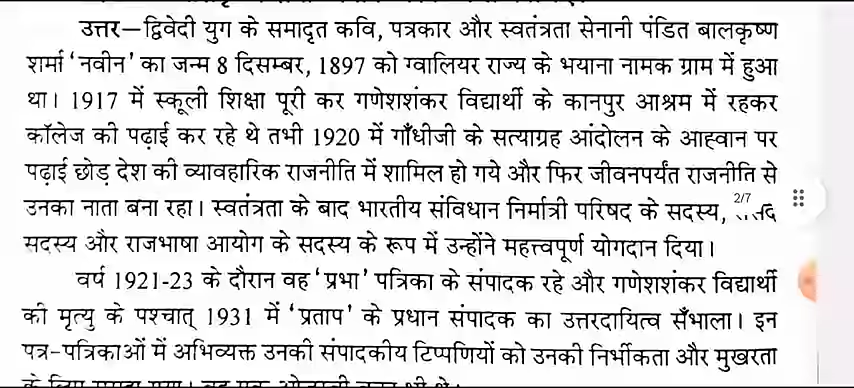 उत्तर—द्विवेदी युग के समादृत कवि, पत्रकार और स्वतंत्रता सेनानी पंडित बालकृष्ण
शर्मा ‘नवीन’ का जन्म 8 दिसम्बर, 1897 को ग्वालियर राज्य के भयाना नामक ग्राम में हुआ
था। 1917 में स्कूली शिक्षा पूरी कर गणेशशंकर विद्यार्थी के कानपुर आश्रम में रहकर
कॉलेज की पढ़ाई कर रहे थे तभी 1920 में गाँधीजी के सत्याग्रह आंदोलन के आह्वान पर
पढ़ाई छोड़ देश की व्यावहारिक राजनीति में शामिल हो गये और फिर जीवनपर्यंत राजनीति से
उनका नाता बना रहा। स्वतंत्रता के बाद भारतीय संविधान निर्मात्री परिषद के सदस्य,
2/7
सदस्य और राजभाषा आयोग के सदस्य के रूप में उन्होंने महत्त्वपूर्ण योगदान दिया।
वर्ष 1921-23 के दौरान वह ‘प्रभा’ पत्रिका के संपादक रहे और गणेशशंकर विद्यार्थी
की मृत्यु के पश्चात् 1931 में ‘प्रताप’ के प्रधान संपादक का उत्तरदायित्व सँभाला। इन
पत्र-पत्रिकाओं में अभिव्यक्त उनकी संपादकीय टिप्पणियों को उनकी निर्भीकता और मुखरता